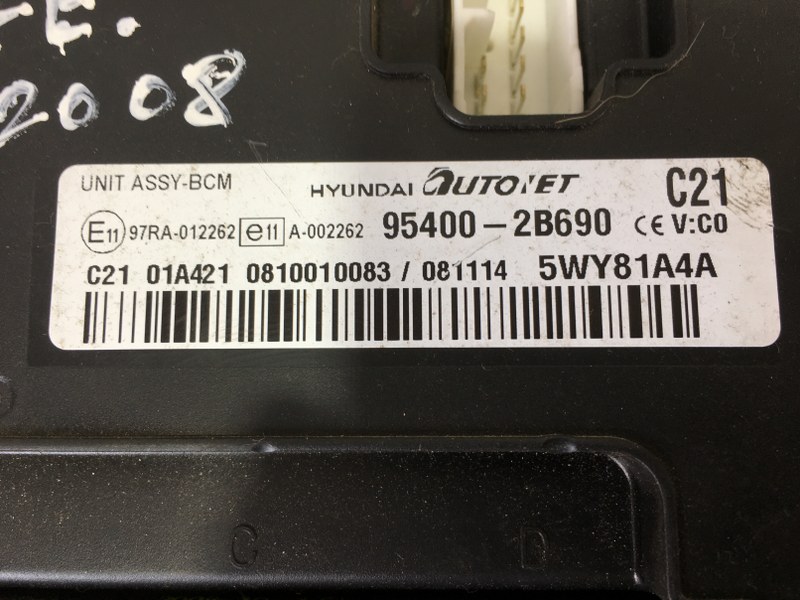 E.
2008
UNIT ASSY-BCM HYUNDAI AUTONET C21
E11 97RA-012262 e11 A-002262 95400-2B690 CE V:C0
C21 01A421 0810010083 / 081114 5WY81A4A
C D